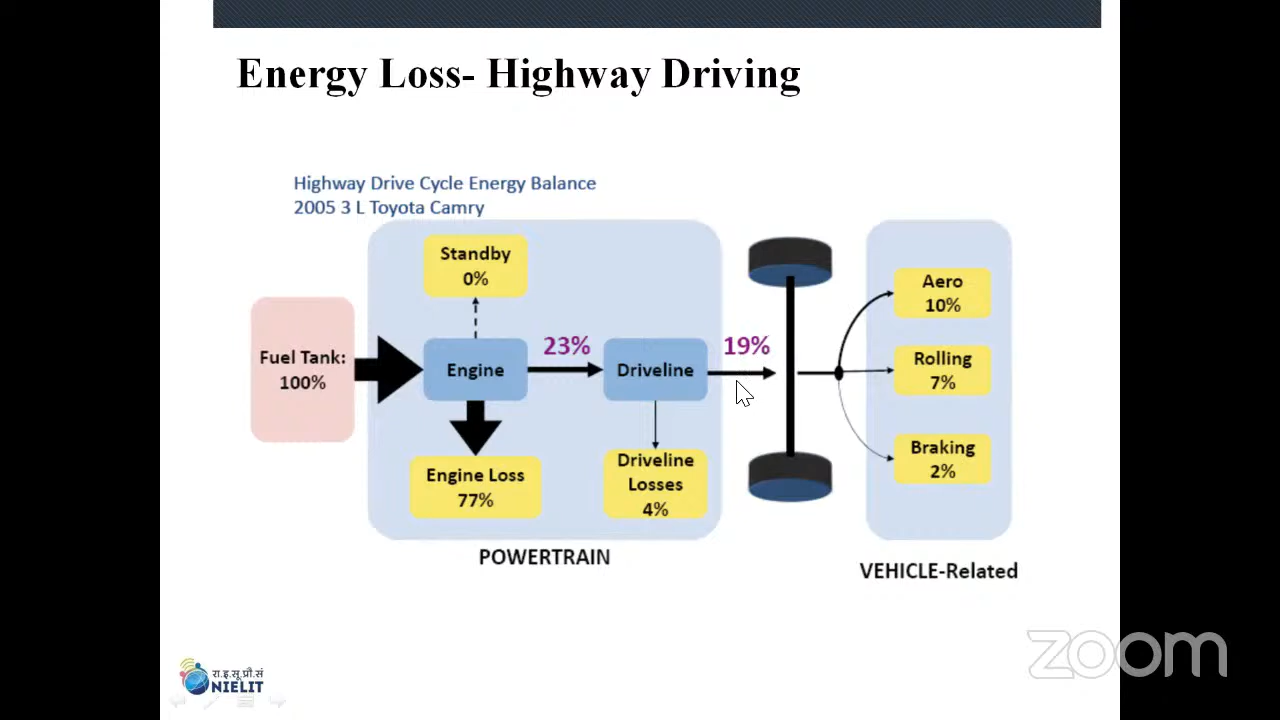 Energy Loss- Highway Driving
Highway Drive Cycle Energy Balance
2005 3 L Toyota Camry
Standby
0%
Fuel Tank:
100%
Engine
23%
Driveline
19%
Engine Loss
77%
Driveline
Losses
4%
POWERTRAIN
Aero
10%
Rolling
7%
Braking
2%
VEHICLE-Related
रा.इ.सू.प्रौ.सं
NIELIT
zoom